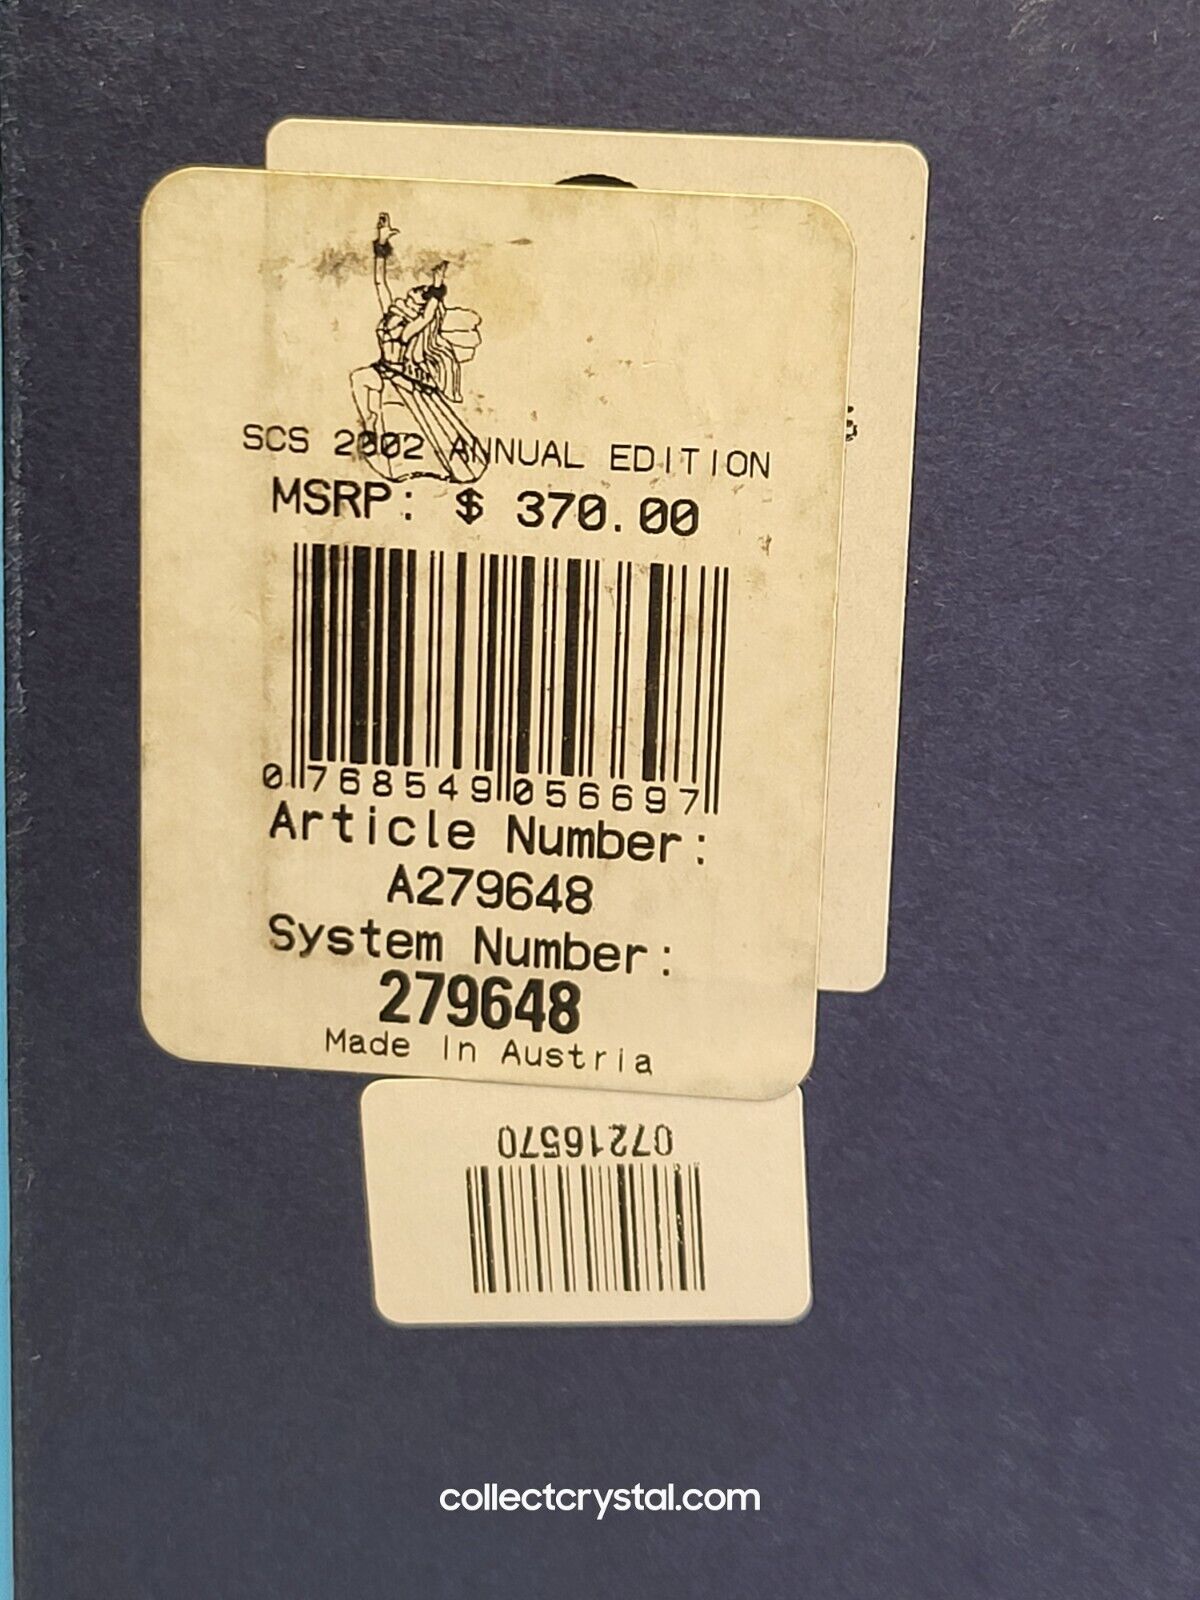 SCS 2002 ANNUAL EDITION
MSRP: $ 370.00
0 768549 056697
Article Number:
A279648
System Number:
279648
Made In Austria
07216570
collectcrystal.com